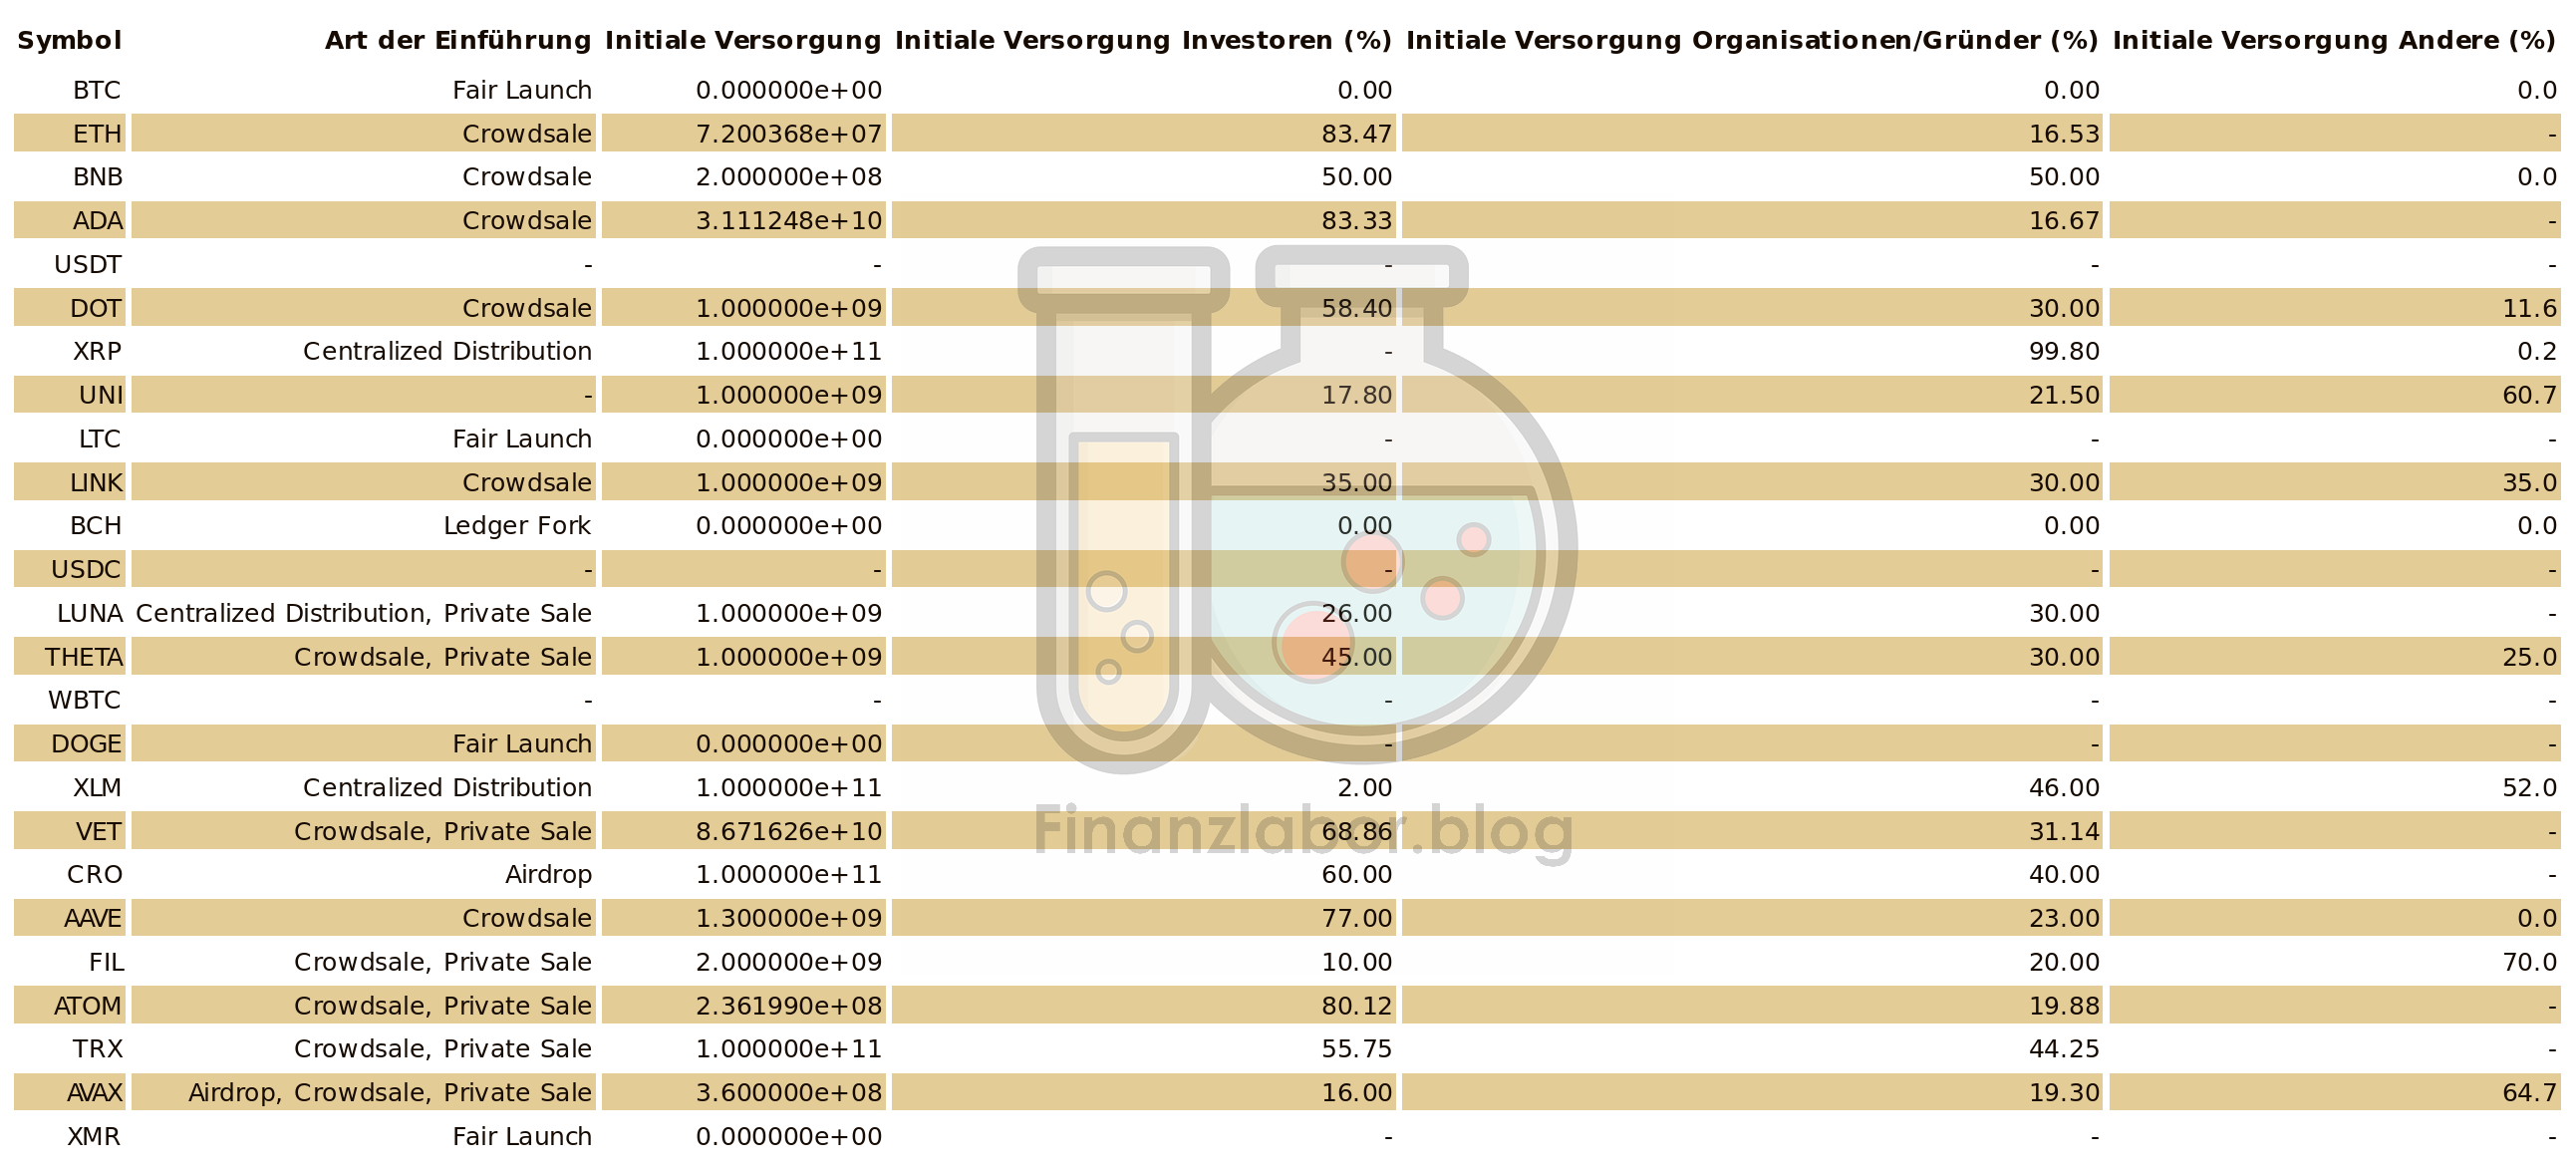 Symbol Art der Einführung Initiale Versorgung Initiale Versorgung Investoren (%) Initiale Versorgung Organisationen/Gründer (%) Initiale Versorgung Andere (%)
BTC Fair Launch 0.000000e+00 0.00 0.00 0.0
ETH Crowdsale 7.200368e+07 83.47 16.53 -
BNB Crowdsale 2.000000e+08 50.00 50.00 0.0
ADA Crowdsale 3.111248e+10 83.33 16.67 -
USDT - - - - -
DOT Crowdsale 1.000000e+09 58.40 30.00 11.6
XRP Centralized Distribution 1.000000e+11 - 99.80 0.2
UNI - 1.000000e+09 17.80 21.50 60.7
LTC Fair Launch 0.000000e+00 - - -
LINK Crowdsale 1.000000e+09 35.00 30.00 35.0
BCH Ledger Fork 0.000000e+00 0.00 0.00 0.0
USDC - - - - -
LUNA Centralized Distribution, Private Sale 1.000000e+09 26.00 30.00 -
THETA Crowdsale, Private Sale 1.000000e+09 45.00 30.00 25.0
WBTC - - - - -
DOGE Fair Launch 0.000000e+00 - - -
XLM Centralized Distribution 1.000000e+11 2.00 46.00 52.0
VET Crowdsale, Private Sale 8.671626e+10 68.86 31.14 -
Finanzlabor.blog
CRO Airdrop 1.000000e+11 60.00 40.00 -
AAVE Crowdsale 1.300000e+09 77.00 23.00 0.0
FIL Crowdsale, Private Sale 2.000000e+09 10.00 20.00 70.0
ATOM Crowdsale, Private Sale 2.361990e+08 80.12 19.88 -
TRX Crowdsale, Private Sale 1.000000e+11 55.75 44.25 -
AVAX Airdrop, Crowdsale, Private Sale 3.600000e+08 16.00 19.30 64.7
XMR Fair Launch 0.000000e+00 - - -